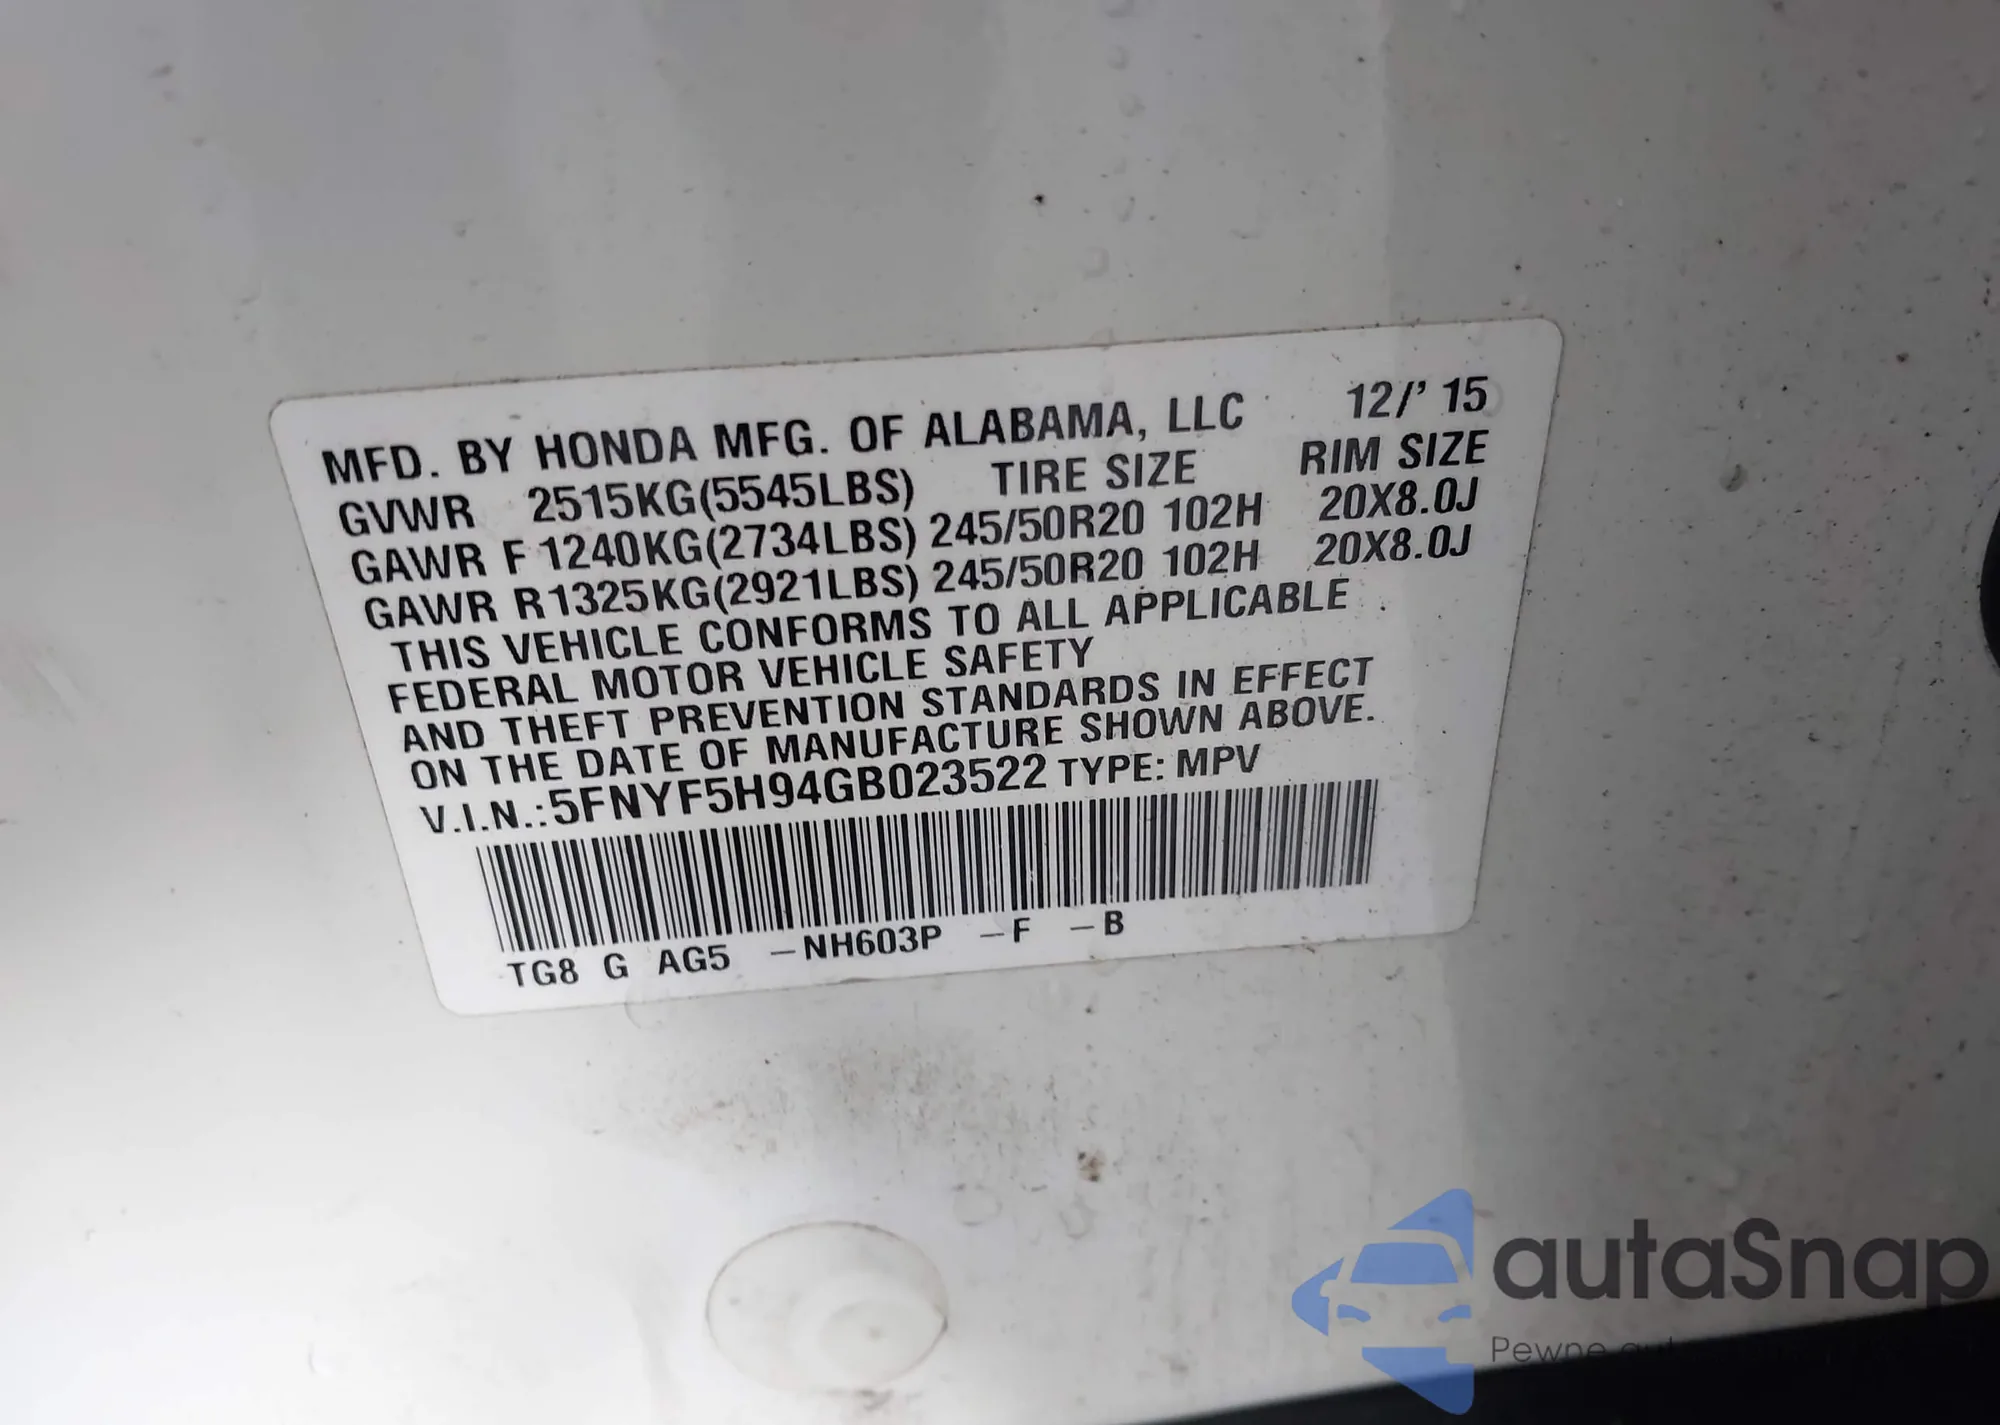 MFD. BY HONDA MFG. OF ALABAMA, LLC 12/' 15
GVWR 2515KG(5545LBS) TIRE SIZE RIM SIZE
GAWR F 1240KG(2734LBS) 245/50R20 102H 20X8.0J
GAWR R 1325KG(2921LBS) 245/50R20 102H 20X8.0J
THIS VEHICLE CONFORMS TO ALL APPLICABLE
FEDERAL MOTOR VEHICLE SAFETY
AND THEFT PREVENTION STANDARDS IN EFFECT
ON THE DATE OF MANUFACTURE SHOWN ABOVE.
V.I.N.: 5FNYF5H94GB023522 TYPE: MPV
TG8 G AG5 -NH603P -F -B
autaSnap
Pewne